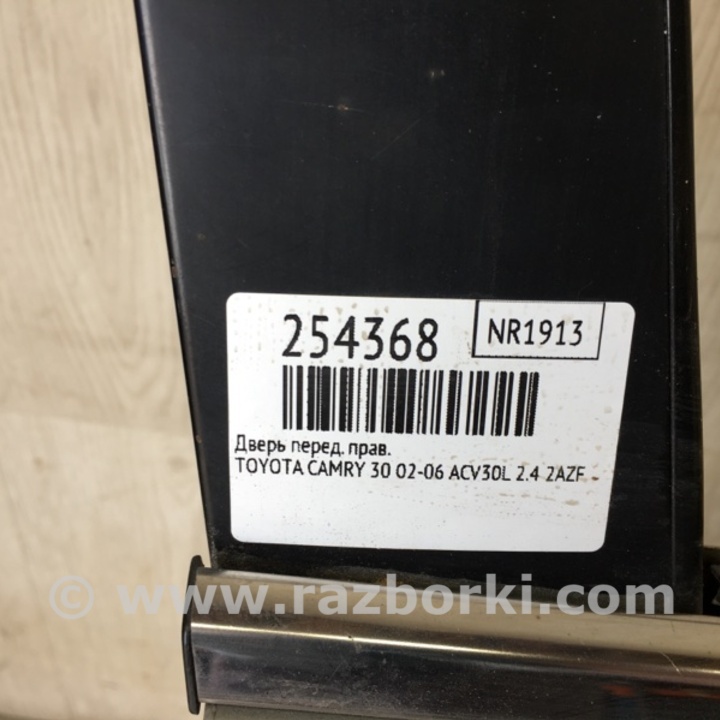 254368
NR1913
Дверь перед. прав.
TOYOTA CAMRY 30 02-06 ACV30L 2.4 2AZF
© www.razborki.com